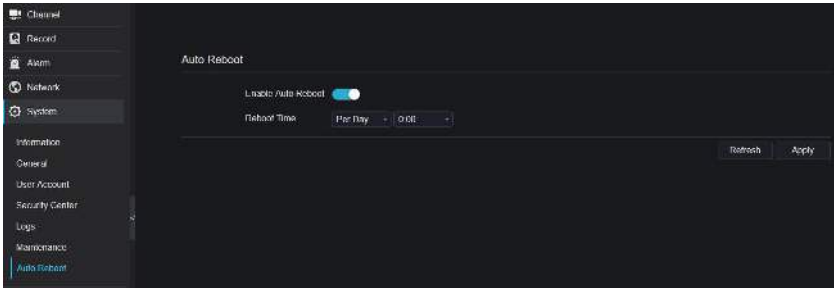 Channel
Record
Alarm
Network
System
Information
General
User Account
Security Center
Logs
Maintenance
Auto Reboot
Auto Reboot
Enable Auto Reboot
Reboot Time Per Day 0:00
Refresh Apply